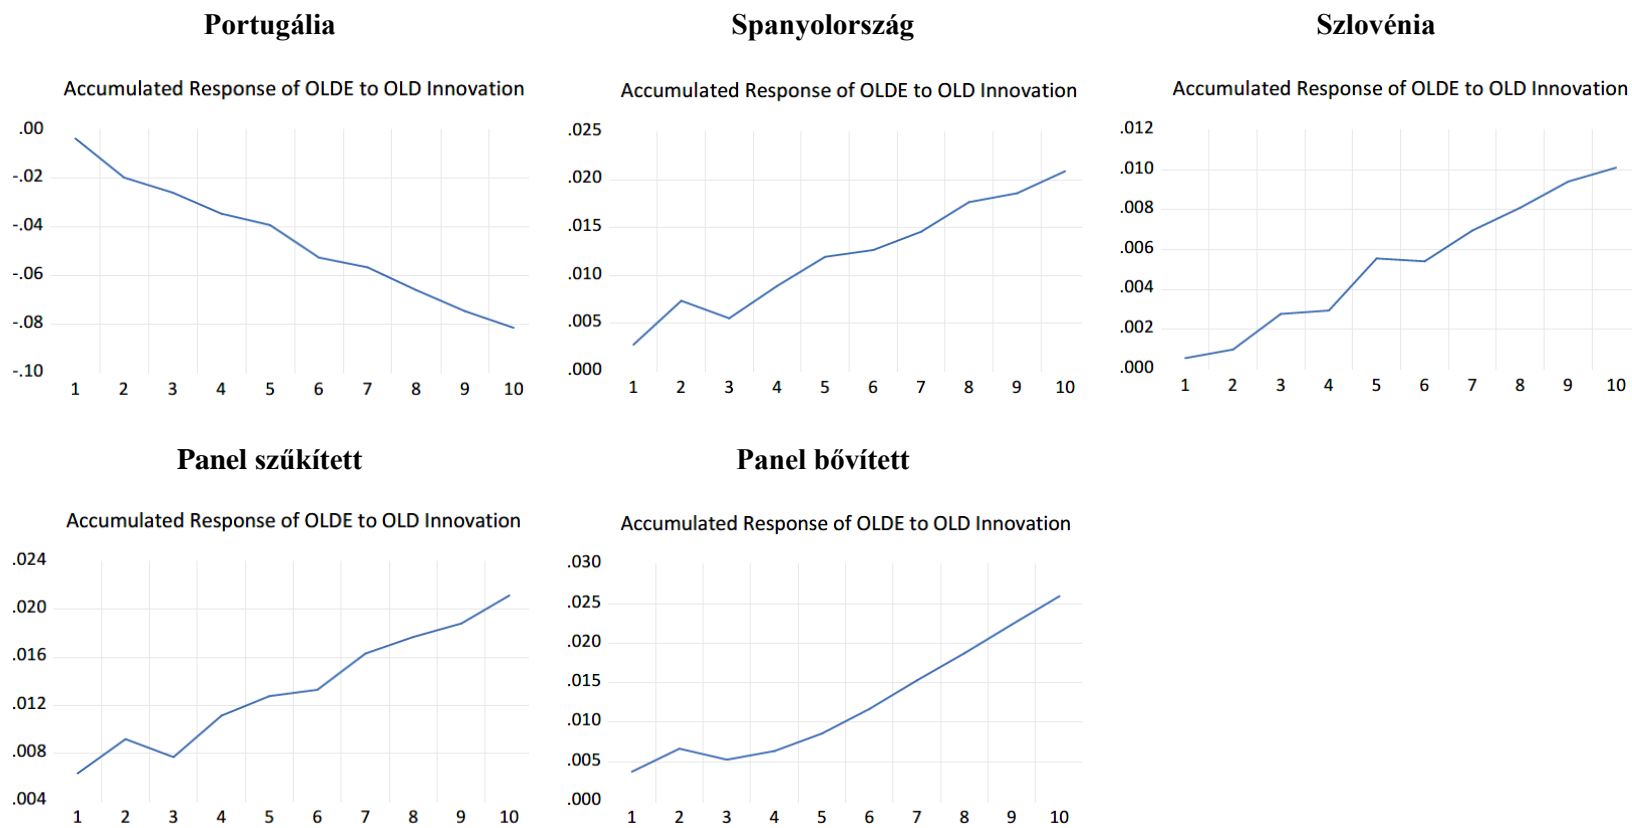 Portugália
Spanyolország
Szlovénia
Accumulated Response of OLDE to OLD Innovation
.00
-.02
-.04
-.06
-.08
-.10
1 2 3 4 5 6 7 8 9 10
Accumulated Response of OLDE to OLD Innovation
.025
.020
.015
.010
.005
.000
1 2 3 4 5 6 7 8 9 10
Accumulated Response of OLDE to OLD Innovation
.012
.010
.008
.006
.004
.002
.000
1 2 3 4 5 6 7 8 9 10
Panel szűkített
Panel bővített
Accumulated Response of OLDE to OLD Innovation
.024
.020
.016
.012
.008
.004
1 2 3 4 5 6 7 8 9 10
Accumulated Response of OLDE to OLD Innovation
.030
.025
.020
.015
.010
.005
.000
1 2 3 4 5 6 7 8 9 10